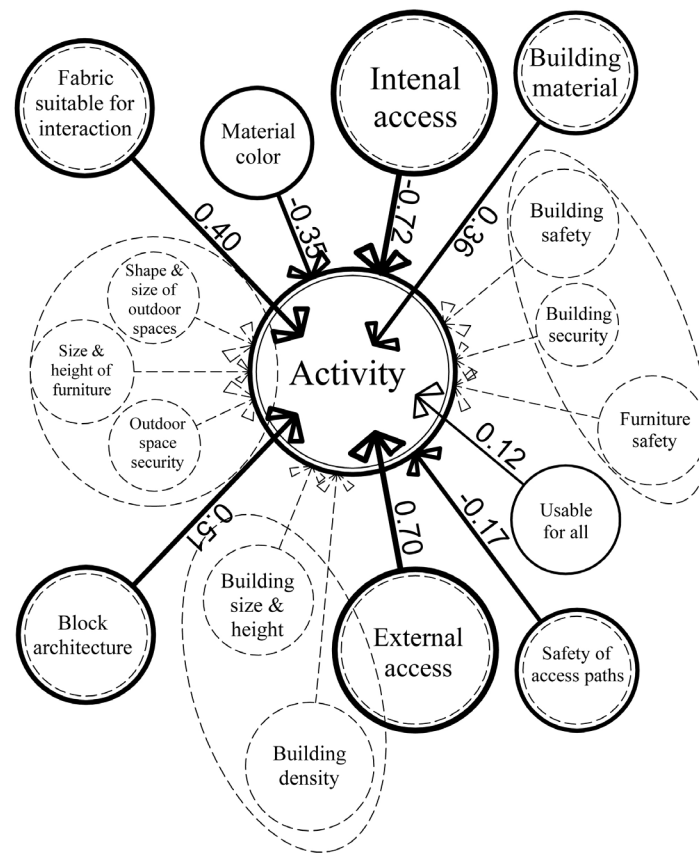 Fabric
suitable for
interaction
Material
color
Intenal
access
Building
material
0.40
-0.35
-0.72
0.36
Building
safety
Building
security
Furniture
safety
Shape &
size of
outdoor
spaces
Size &
height of
furniture
Outdoor
space
security
Activity
0.51
0.70
0.12
-0.17
Usable
for all
Block
architecture
Building
size &
height
External
access
Safety of
access paths
Building
density